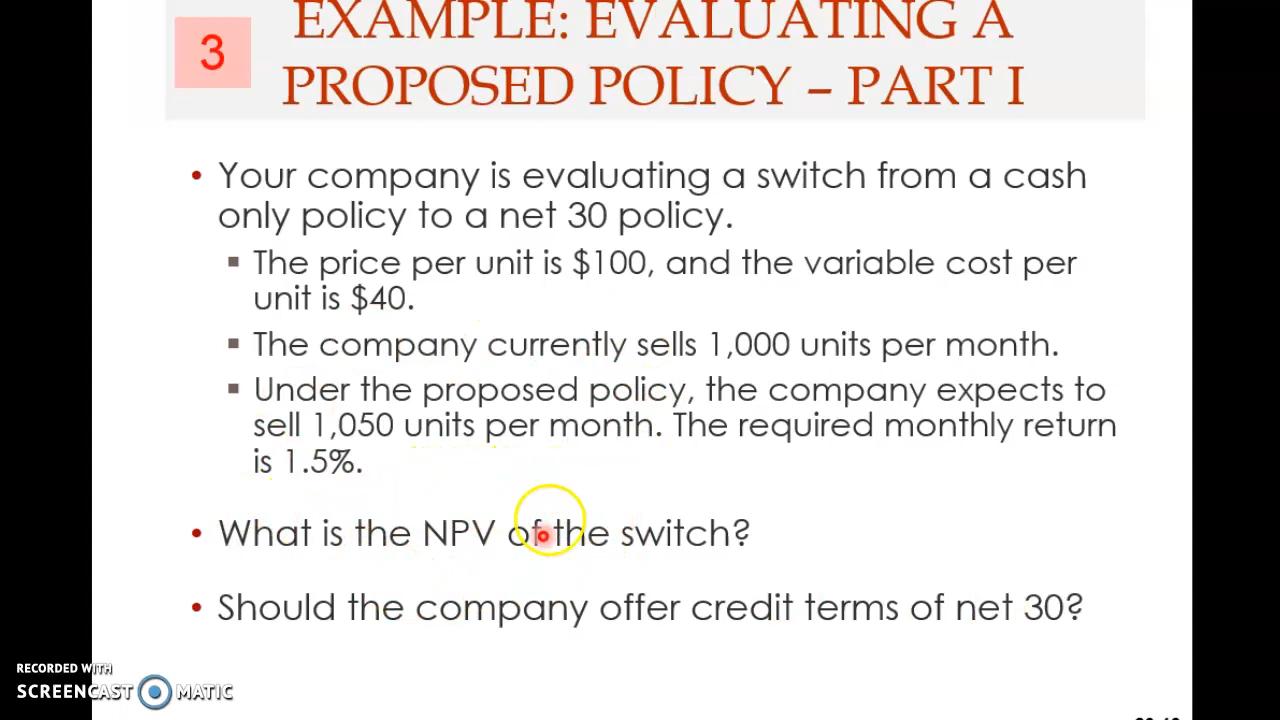 3
EXAMPLE: EVALUATING A
PROPOSED POLICY – PART I
• Your company is evaluating a switch from a cash
only policy to a net 30 policy.
▪ The price per unit is $100, and the variable cost per
unit is $40.
▪ The company currently sells 1,000 units per month.
▪ Under the proposed policy, the company expects to
sell 1,050 units per month. The required monthly return
is 1.5%.
• What is the NPV of the switch?
• Should the company offer credit terms of net 30?
RECORDED WITH
SCREENCAST MATIC